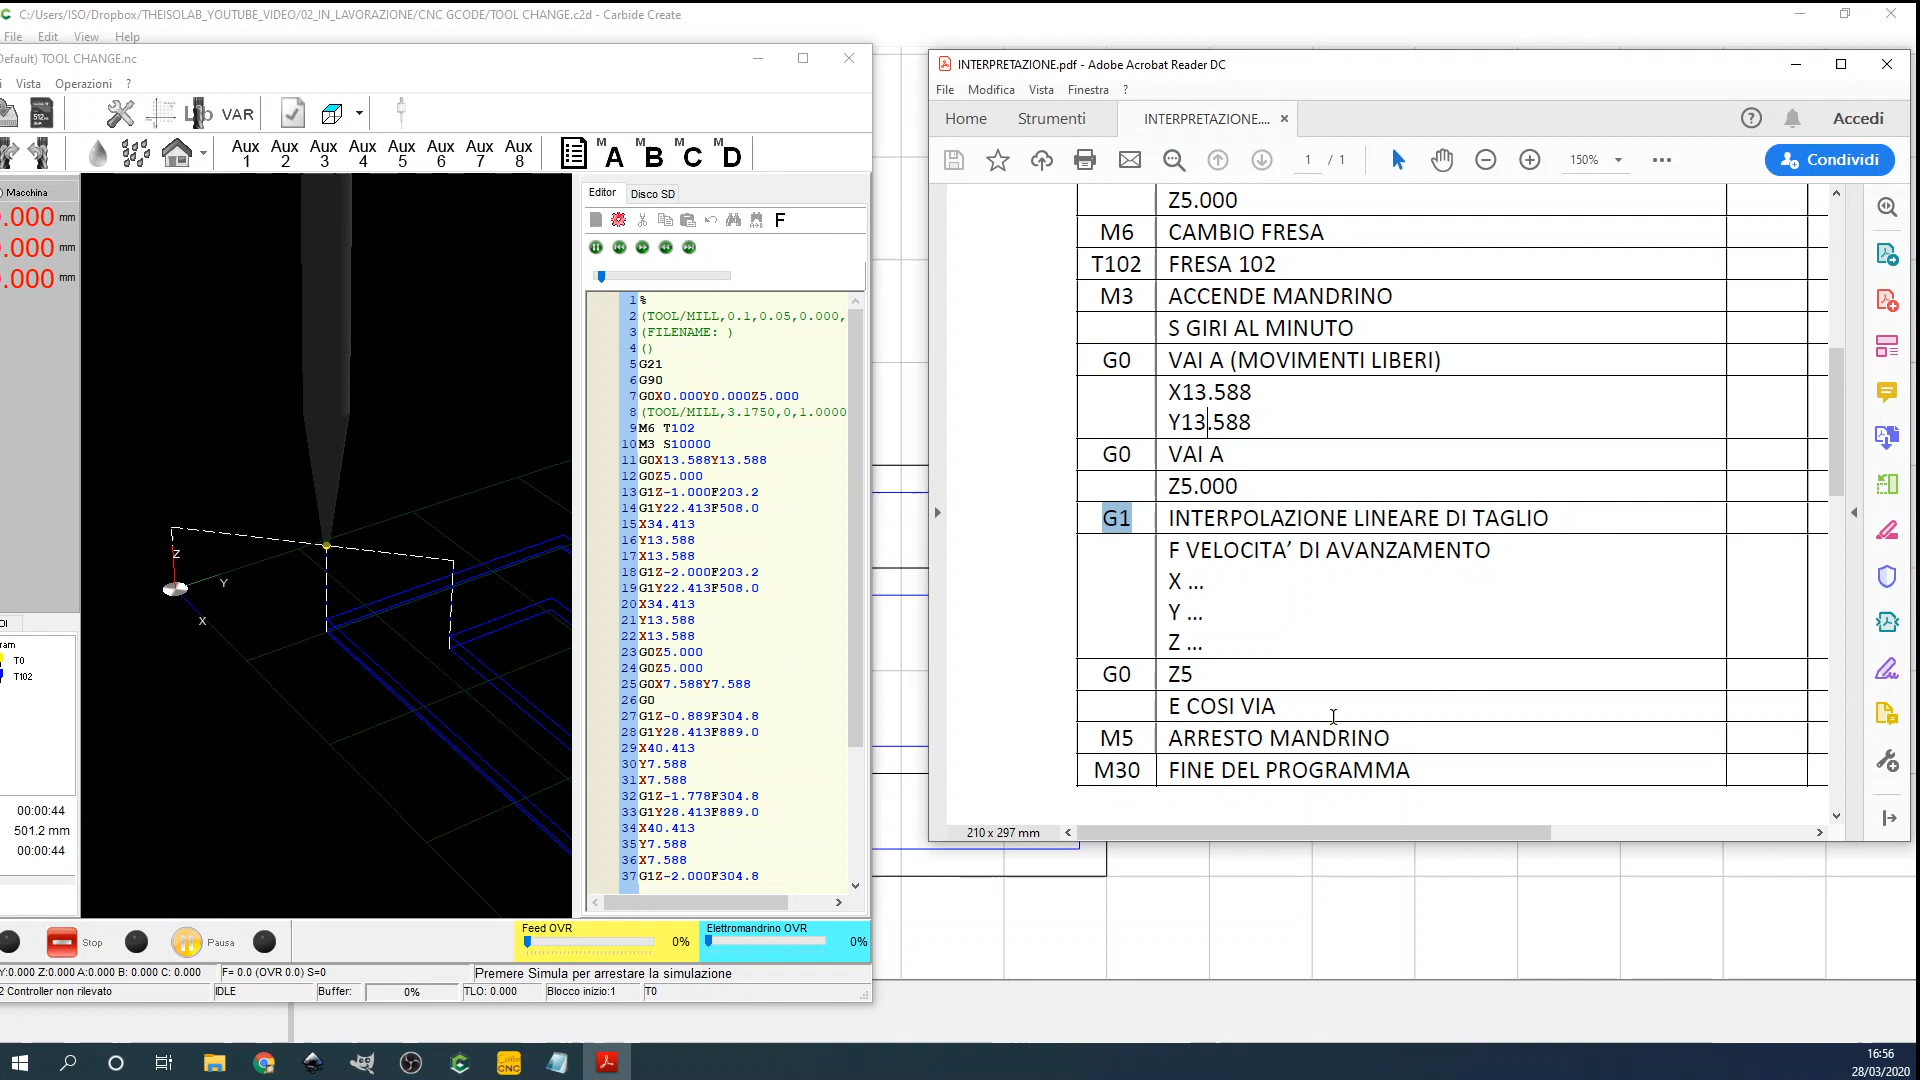 C:/Users/ISO/Dropbox/THEISOLAB_YOUTUBE_VIDEO/02_IN_LAVORAZIONE/CNC GCODE/TOOL CHANGE.c2d - Carbide Create
File Edit View Help
Default) TOOL CHANGE.nc
i Vista Operazioni ?
VAR
Aux 1 Aux 2 Aux 3 Aux 4 Aux 5 Aux 6 Aux 7 Aux 8 M A M B M C M D
Macchina
.000 mm
.000 mm
.000 mm
Z
Y
X
ram
T0
T102
00:00:44
501.2 mm
00:00:44
Editor Disco SD
F
1 %
2 (TOOL/MILL,0.1,0.05,0.000,
3 (FILENAME: )
4 ()
5 G21
6 G90
7 G0X0.000Y0.000Z5.000
8 (TOOL/MILL,3.1750,0,1.0000
9 M6 T102
10 M3 S10000
11 G0X13.588Y13.588
12 G0Z5.000
13 G1Z-1.000F203.2
14 G1Y22.413F508.0
15 X34.413
16 Y13.588
17 X13.588
18 G1Z-2.000F203.2
19 G1Y22.413F508.0
20 X34.413
21 Y13.588
22 X13.588
23 G0Z5.000
24 G0Z5.000
25 G0X7.588Y7.588
26 G0
27 G1Z-0.889F304.8
28 G1Y28.413F889.0
29 X40.413
30 Y7.588
31 X7.588
32 G1Z-1.778F304.8
33 G1Y28.413F889.0
34 X40.413
35 Y7.588
36 X7.588
37 G1Z-2.000F304.8
Stop Pausa
Feed OVR
0%
Elettromandrino OVR
0%
Y:0.000 Z:0.000 A:0.000 B: 0.000 C: 0.000 F= 0.0 (OVR 0.0) S=0 Premere Simula per arrestare la simulazione
2 Controller non rilevato IDLE Buffer: 0% TLO: 0.000 Blocco inizio:1 T0
INTERPRETAZIONE.pdf - Adobe Acrobat Reader DC
File Modifica Vista Finestra ?
Home Strumenti INTERPRETAZIONE.... × Accedi
1 / 1 150% Condividi
Z5.000
M6 CAMBIO FRESA
T102 FRESA 102
M3 ACCENDE MANDRINO
S GIRI AL MINUTO
G0 VAI A (MOVIMENTI LIBERI)
X13.588
Y13.588
G0 VAI A
Z5.000
G1 INTERPOLAZIONE LINEARE DI TAGLIO
F VELOCITA’ DI AVANZAMENTO
X ...
Y ...
Z ...
G0 Z5
E COSI VIA
M5 ARRESTO MANDRINO
M30 FINE DEL PROGRAMMA
210 x 297 mm
16:56
28/03/2020